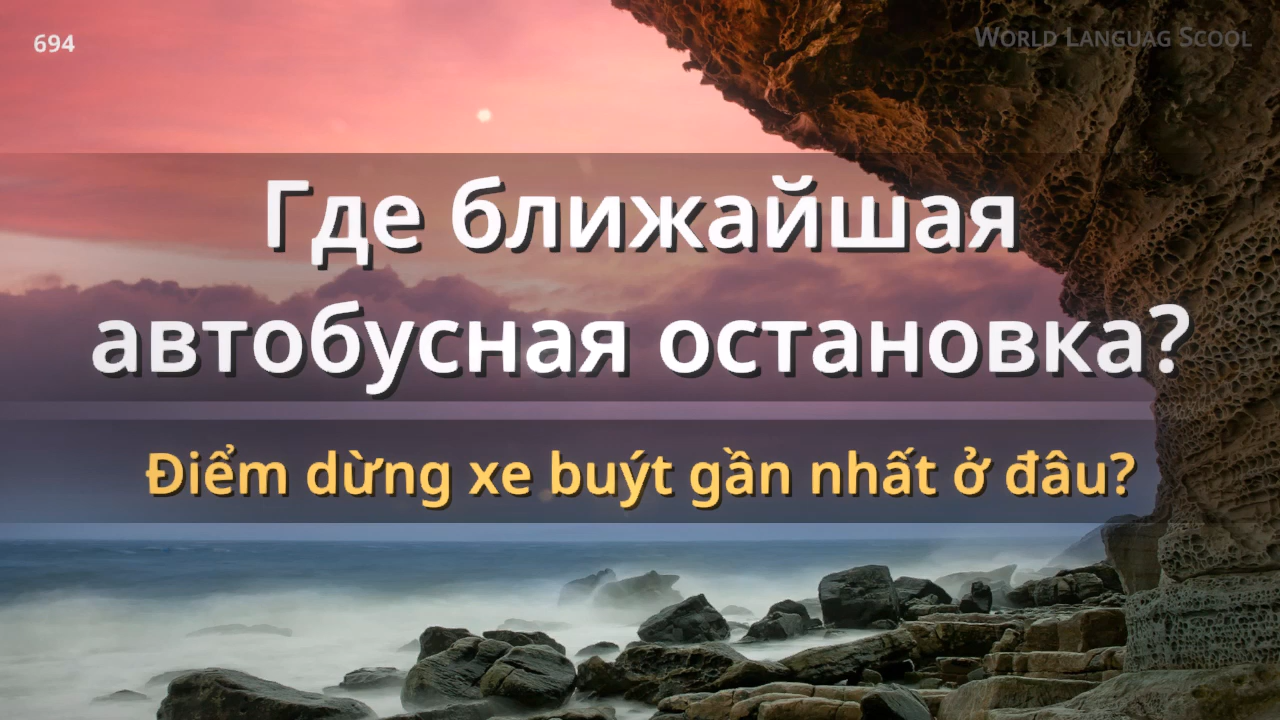 694
World Languag Scool
Где ближайшая
автобусная остановка?
Điểm dừng xe buýt gần nhất ở đâu?